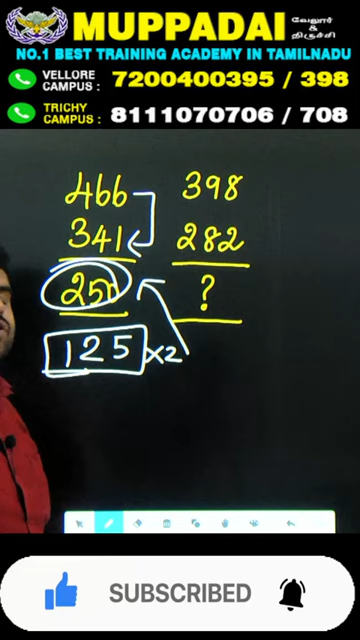 MUPPADAI வேலூர் & திருச்சி
NO.1 BEST TRAINING ACADEMY IN TAMILNADU
VELLORE CAMPUS : 7200400395 / 398
TRICHY CAMPUS : 8111070706 / 708
466 398
341 282
250 ?
125 ×2
SUBSCRIBED